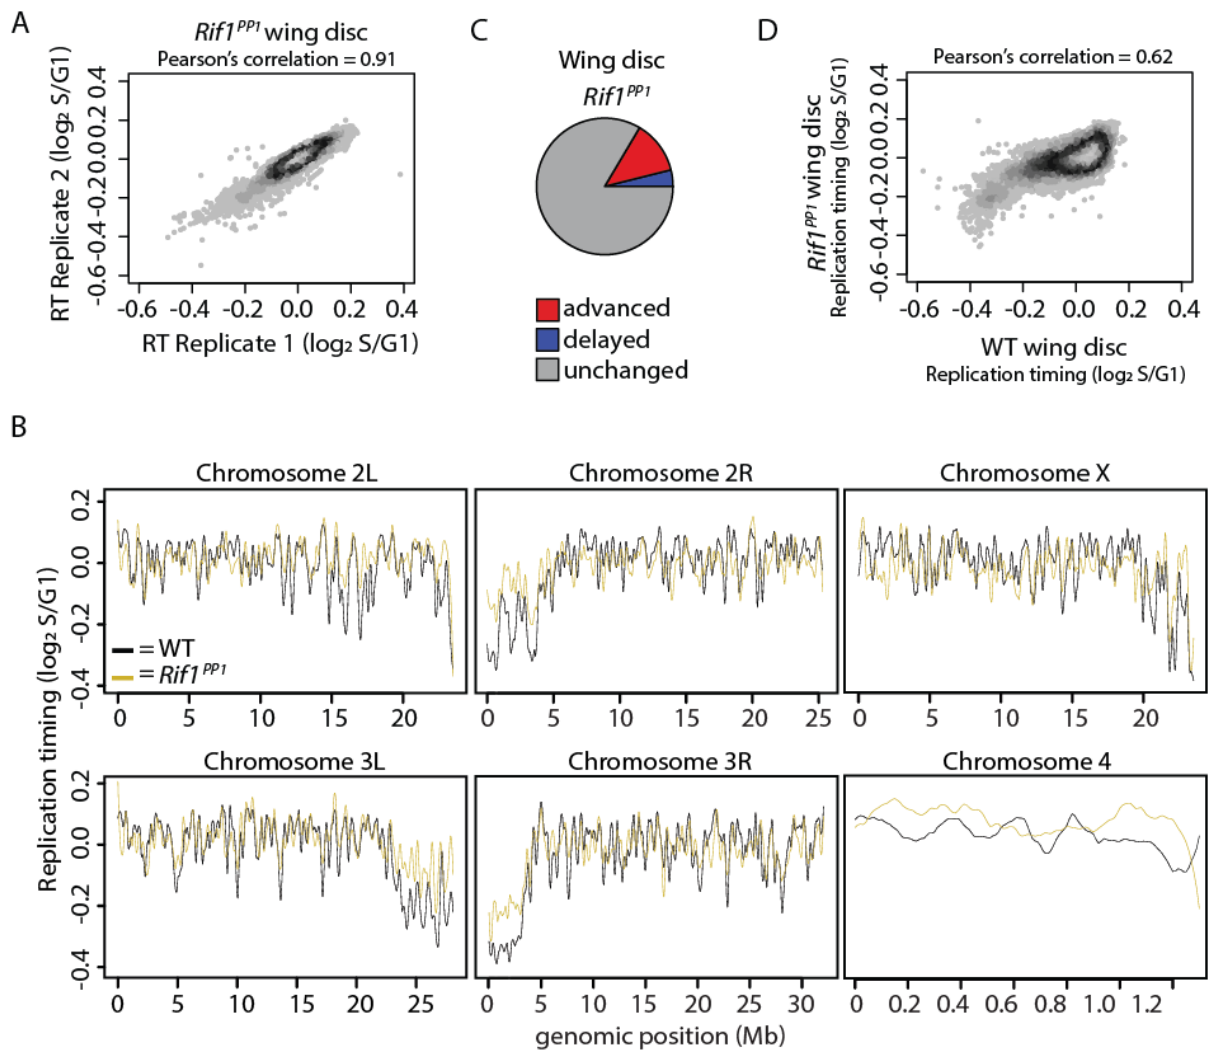 A
Rif1ᴾᴾ¹ wing disc
Pearson's correlation = 0.91
RT Replicate 2 (log₂ S/G1)
-0.6 -0.4 -0.2 0.0 0.2 0.4
-0.6 -0.4 -0.2 0.0 0.2 0.4
RT Replicate 1 (log₂ S/G1)
C
Wing disc
Rif1ᴾᴾ¹
advanced
delayed
unchanged
D
Pearson's correlation = 0.62
Rif1ᴾᴾ¹ wing disc
Replication timing (log₂ S/G1)
-0.6 -0.4 -0.2 0.0 0.2 0.4
-0.6 -0.4 -0.2 0.0 0.2 0.4
WT wing disc
Replication timing (log₂ S/G1)
B
Replication timing (log₂ S/G1)
Chromosome 2L
0.2
0.0
-0.2
-0.4
= WT
= Rif1ᴾᴾ¹
0 5 10 15 20
Chromosome 2R
0 5 10 15 20 25
Chromosome X
0 5 10 15 20
Chromosome 3L
0.2
0.0
-0.2
-0.4
0 5 10 15 20 25
Chromosome 3R
0 5 10 15 20 25 30
Chromosome 4
0 0.2 0.4 0.6 0.8 1.0 1.2
genomic position (Mb)